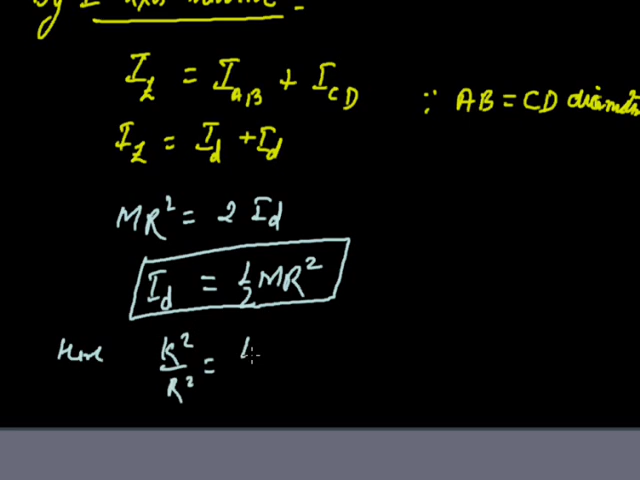 I_z = I_AB + I_CD ∵ AB = CD diamet
I_z = I_d + I_d
MR² = 2 I_d
I_d = 1/2 MR²
Here K²/R² =